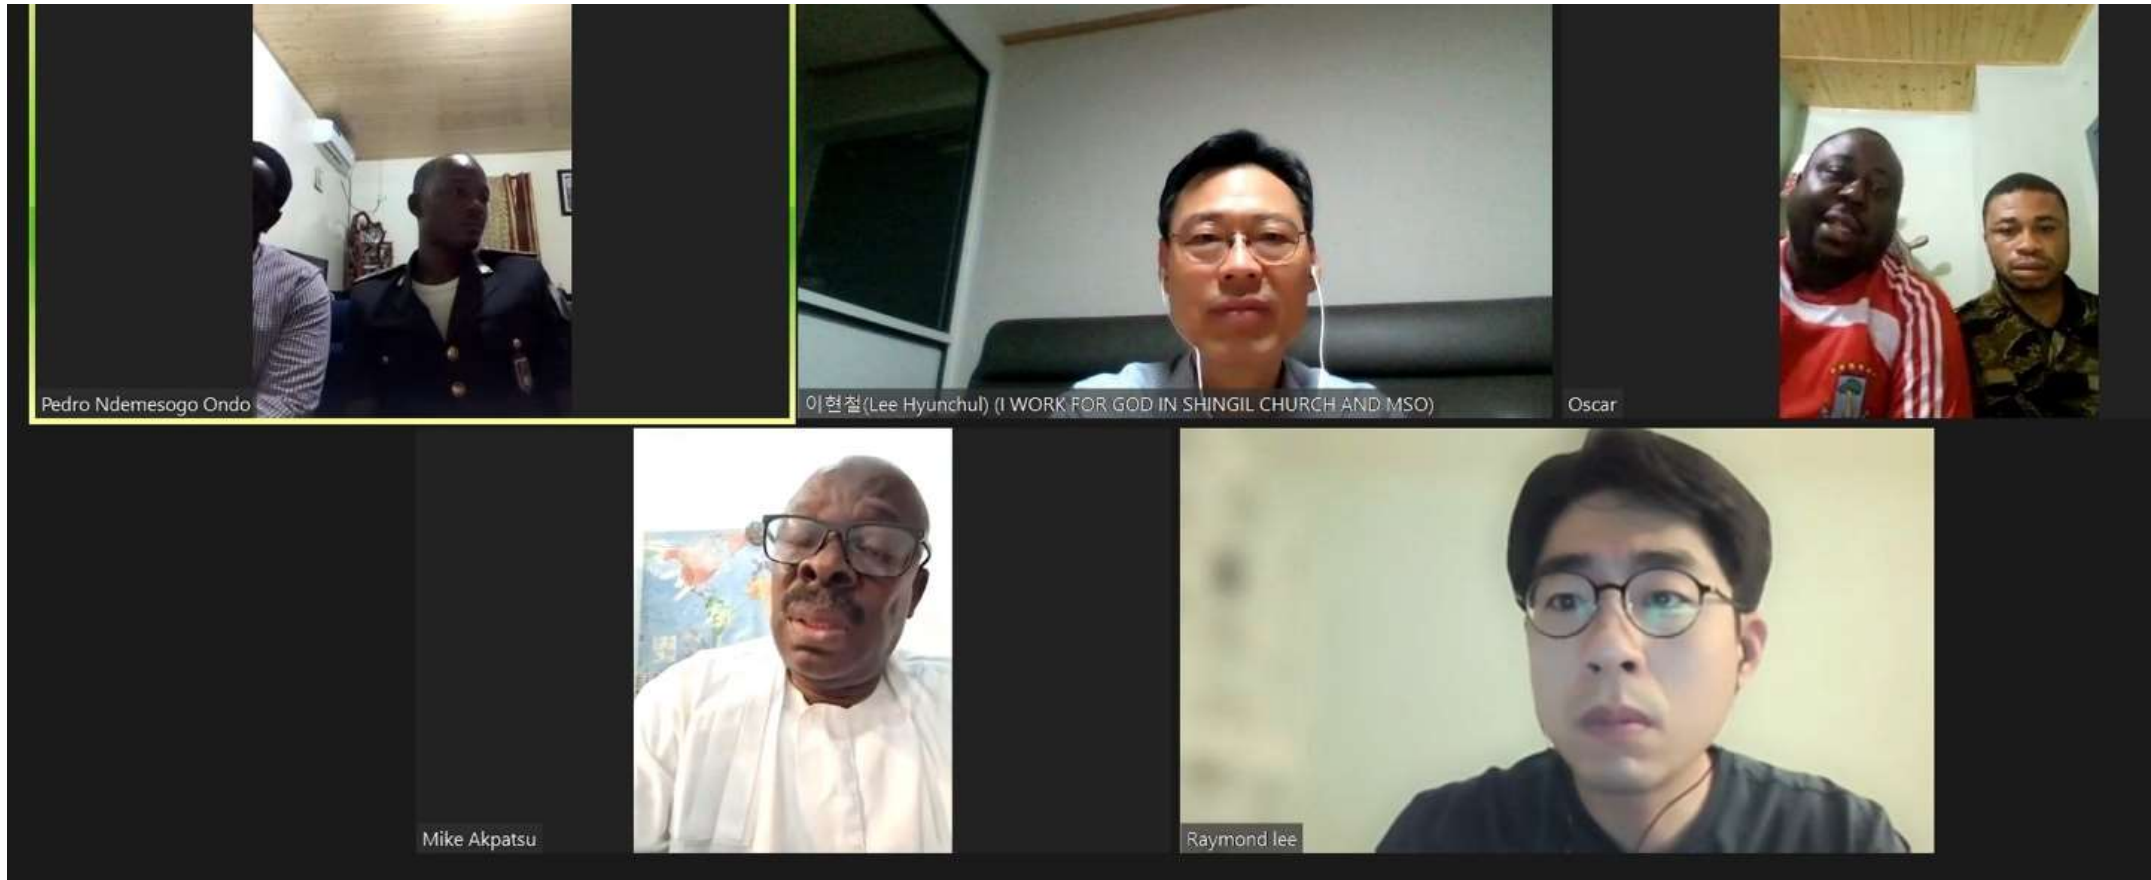 Pedro Ndemesogo Ondo
이현철(Lee Hyunchul) (I WORK FOR GOD IN SHINGIL CHURCH AND MSO)
Oscar
Mike Akpatsu
Raymond lee